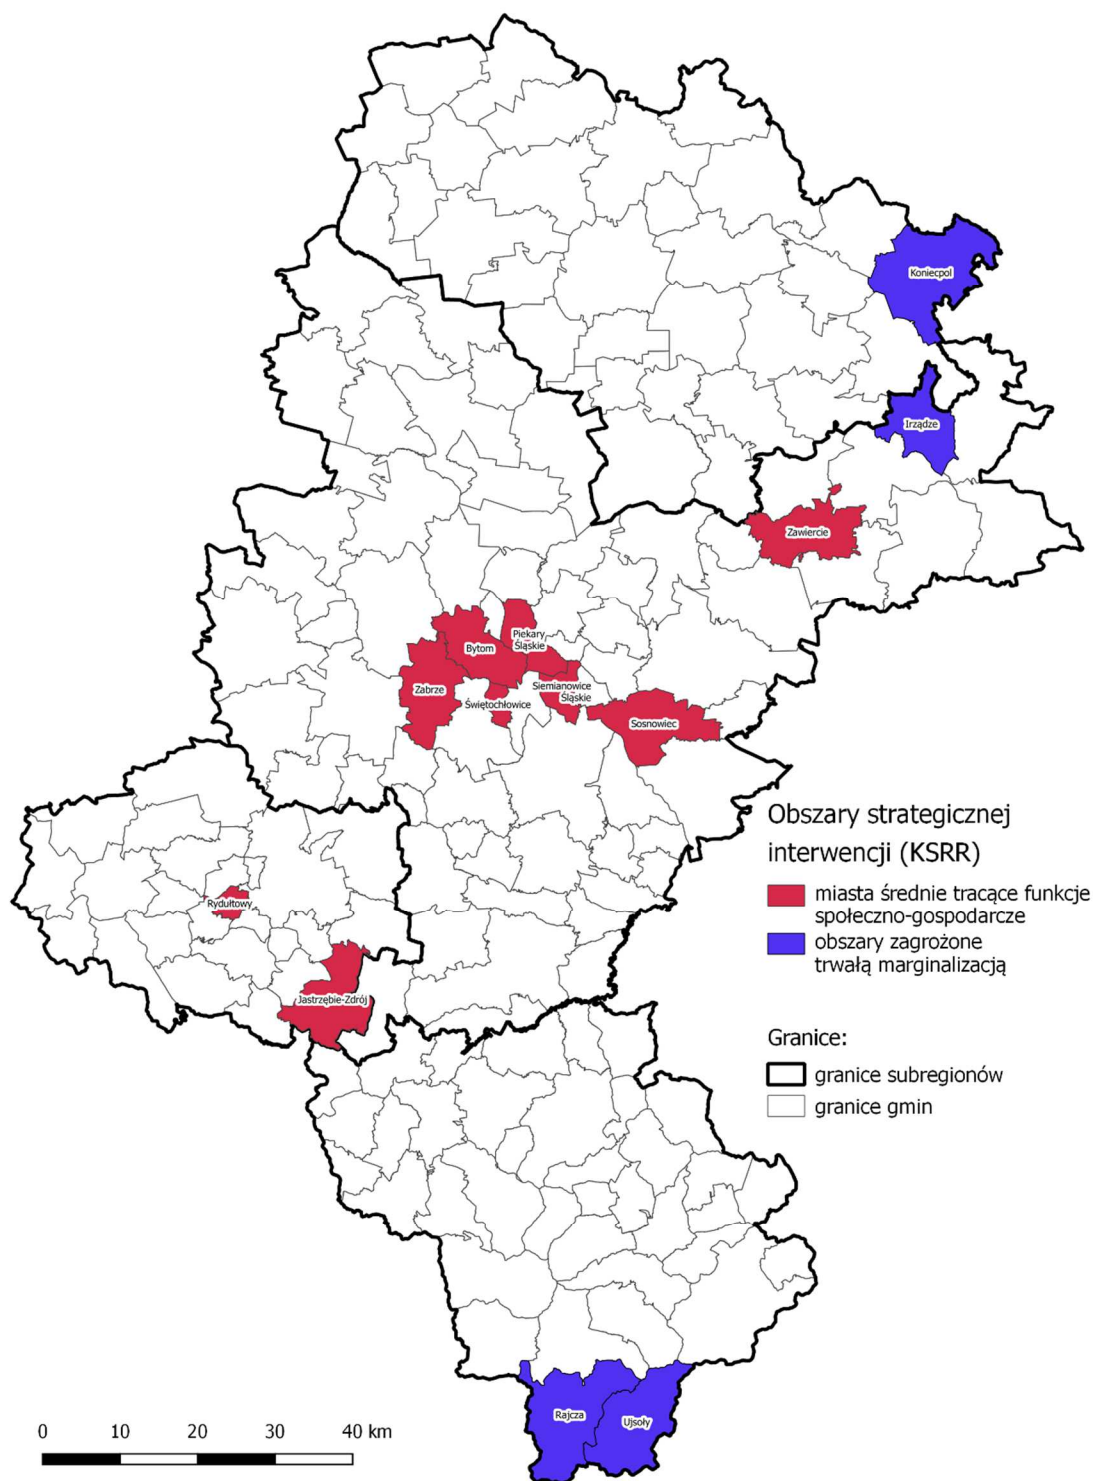 Koniecpol
Irządze
Zawiercie
Piekary
Śląskie
Bytom
Zabrze
Siemianowice
Śląskie
Świętochłowice
Sosnowiec
Obszary strategicznej
interwencji (KSRR)
miasta średnie tracące funkcje
społeczno-gospodarcze
obszary zagrożone
trwałą marginalizacją
Rydułtowy
Jastrzębie-Zdrój
Granice:
granice subregionów
granice gmin
Rajcza
Ujsoły
0 10 20 30 40 km